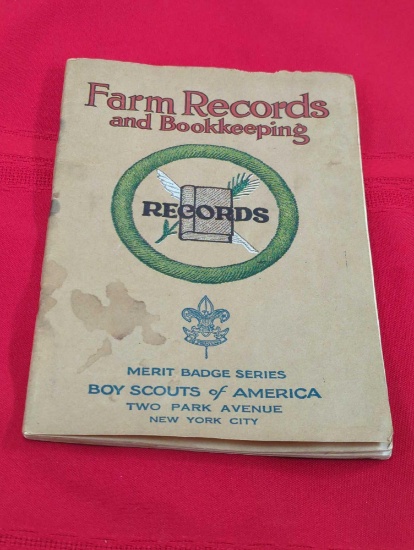 Farm Records
and Bookkeeping
RECORDS
MERIT BADGE SERIES
BOY SCOUTS of AMERICA
TWO PARK AVENUE
NEW YORK CITY